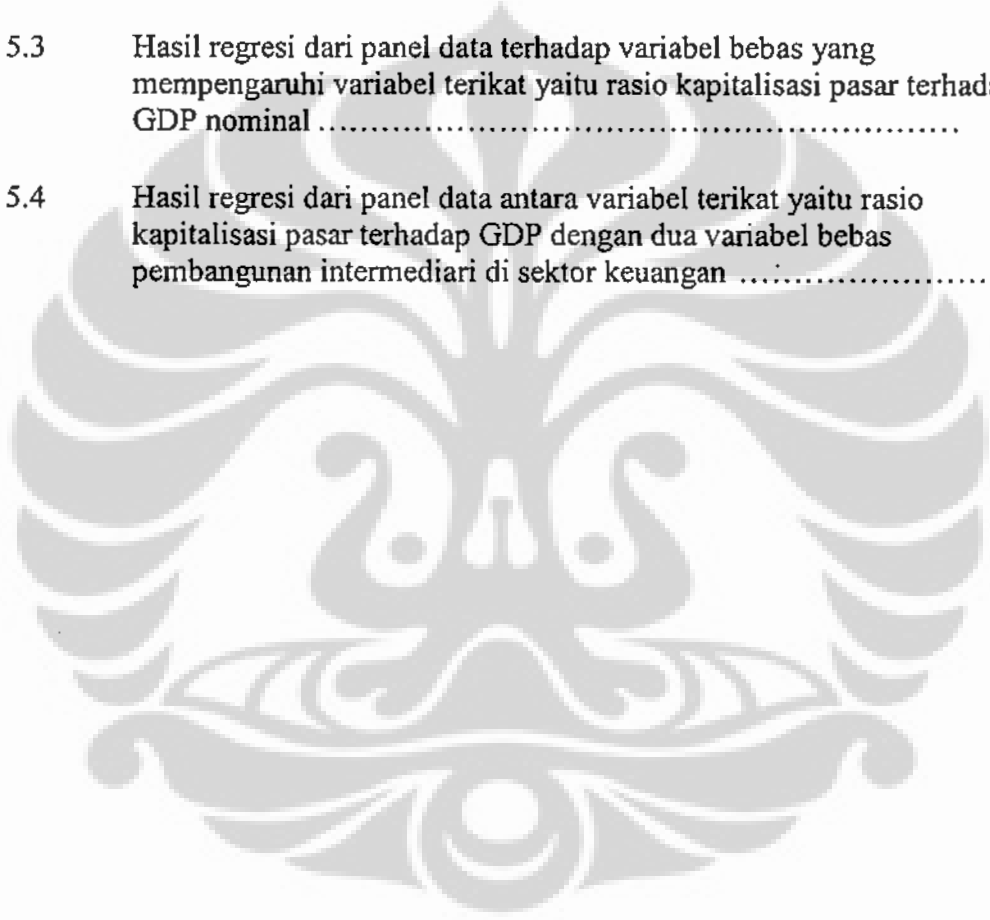 5.3 Hasil regresi dari panel data terhadap variabel bebas yang
mempengaruhi variabel terikat yaitu rasio kapitalisasi pasar terhada
GDP nominal ..............................................................
5.4 Hasil regresi dari panel data antara variabel terikat yaitu rasio
kapitalisasi pasar terhadap GDP dengan dua variabel bebas
pembangunan intermediari di sektor keuangan ........................